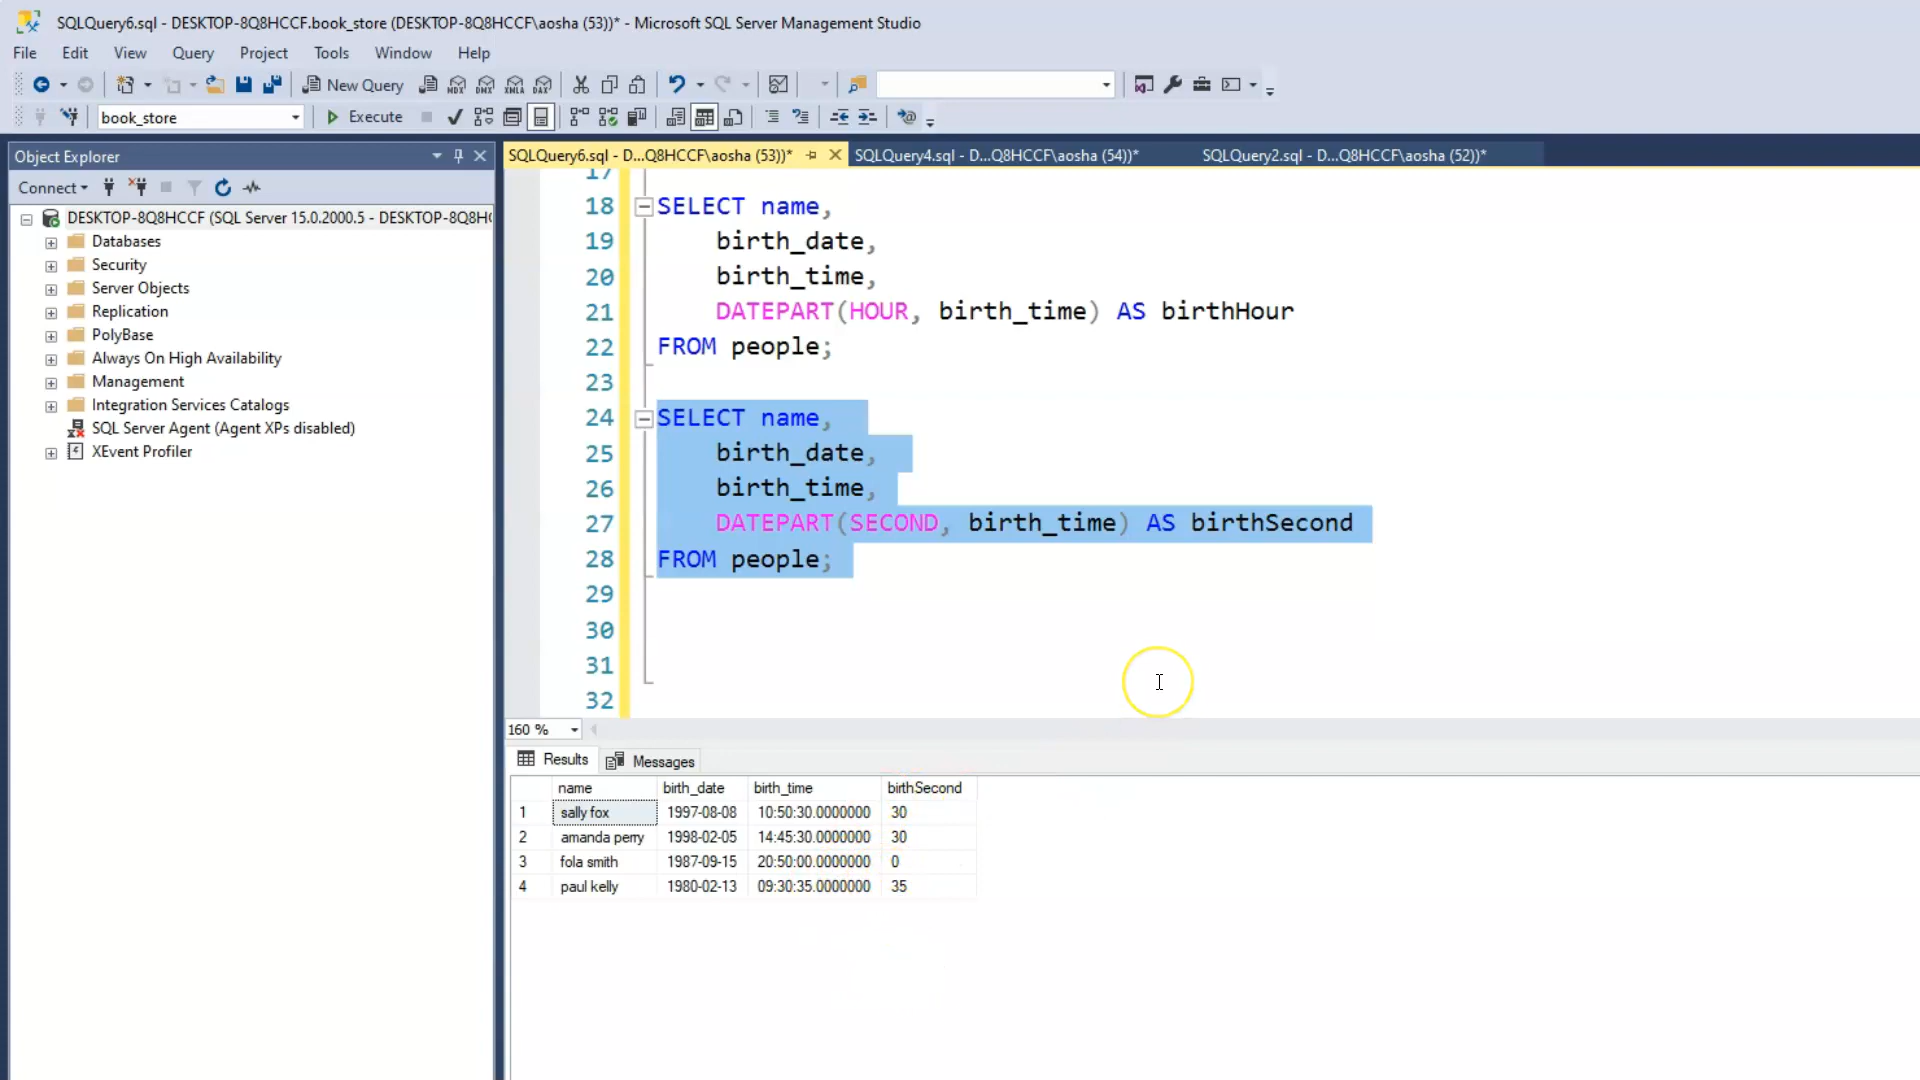 SQLQuery6.sql - DESKTOP-8Q8HCCF.book_store (DESKTOP-8Q8HCCF\aosha (53))* - Microsoft SQL Server Management Studio
File Edit View Query Project Tools Window Help
New Query MDX DMX XMLA DAX
book_store Execute
Object Explorer
Connect
DESKTOP-8Q8HCCF (SQL Server 15.0.2000.5 - DESKTOP-8Q8H
Databases
Security
Server Objects
Replication
PolyBase
Always On High Availability
Management
Integration Services Catalogs
SQL Server Agent (Agent XPs disabled)
XEvent Profiler
SQLQuery6.sql - D...Q8HCCF\aosha (53))* SQLQuery4.sql - D...Q8HCCF\aosha (54))* SQLQuery2.sql - D...Q8HCCF\aosha (52))*
17
18 SELECT name,
19 birth_date,
20 birth_time,
21 DATEPART(HOUR, birth_time) AS birthHour
22 FROM people;
23
24 SELECT name,
25 birth_date,
26 birth_time,
27 DATEPART(SECOND, birth_time) AS birthSecond
28 FROM people;
29
30
31
32
160 %
Results Messages
name birth_date birth_time birthSecond
1 sally fox 1997-08-08 10:50:30.0000000 30
2 amanda perry 1998-02-05 14:45:30.0000000 30
3 fola smith 1987-09-15 20:50:00.0000000 0
4 paul kelly 1980-02-13 09:30:35.0000000 35